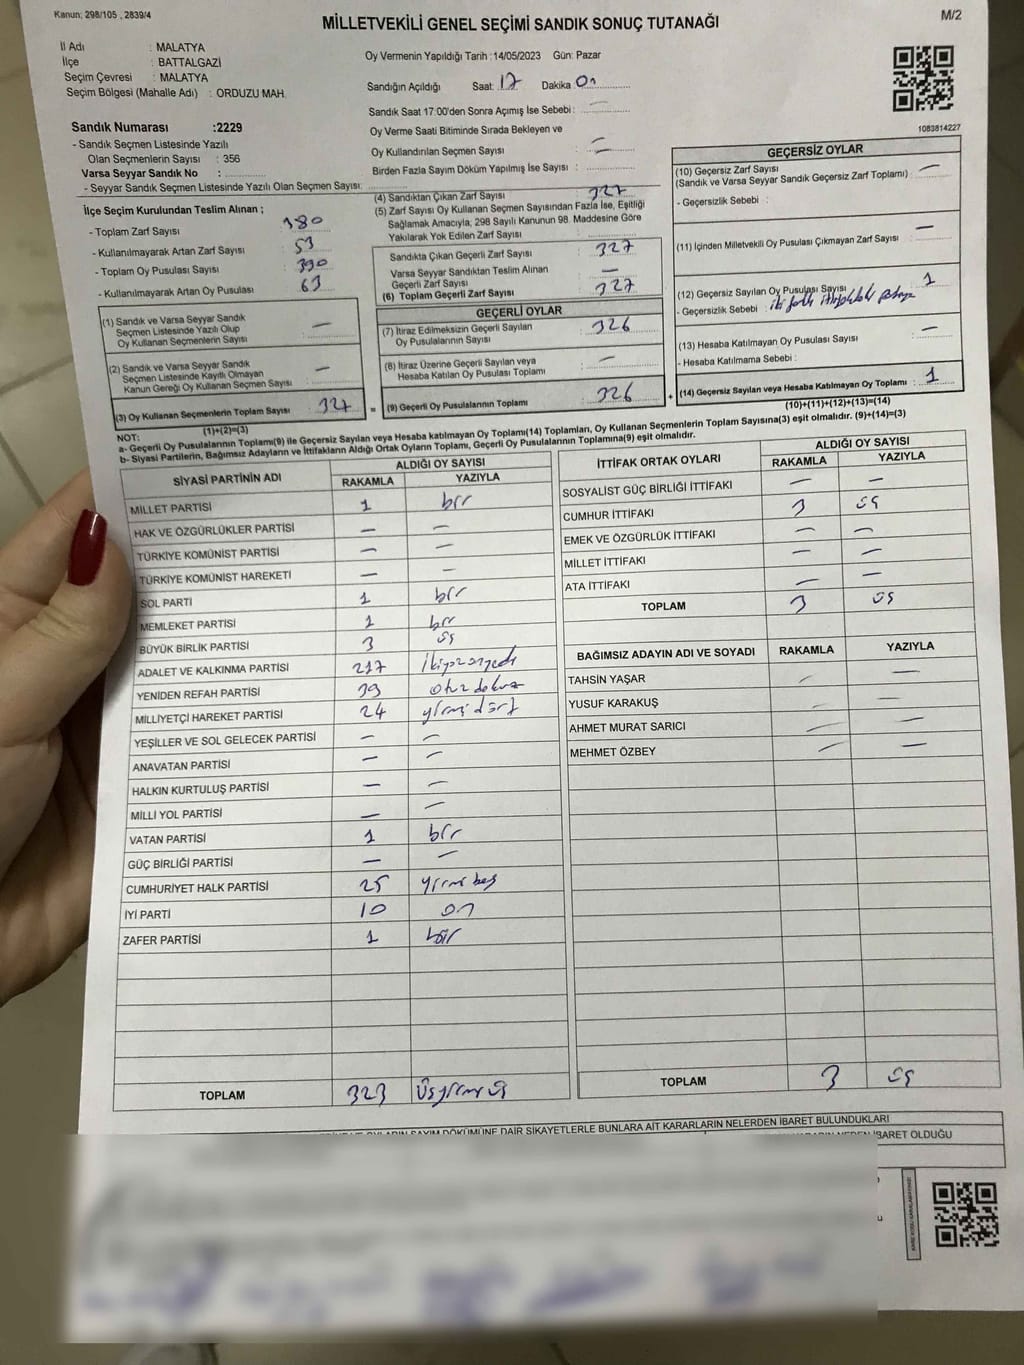 Kanun: 298/105 , 2839/4
M/2
MİLLETVEKİLİ GENEL SEÇİMİ SANDIK SONUÇ TUTANAĞI
İl Adı : MALATYA
İlçe : BATTALGAZİ
Seçim Çevresi : MALATYA
Seçim Bölgesi (Mahalle Adı) : ORDUZU MAH.
Oy Vermenin Yapıldığı Tarih :14/05/2023 Gün: Pazar
Sandığın Açıldığı Saat: 17 Dakika 01
Sandık Saat 17:00'den Sonra Açımış İse Sebebi : —
Oy Verme Saati Bitiminde Sırada Bekleyen ve
Oy Kullandırılan Seçmen Sayısı : —
Birden Fazla Sayım Döküm Yapılmış İse Sayısı : —
1083814227
Sandık Numarası :2229
- Sandık Seçmen Listesinde Yazılı
Olan Seçmenlerin Sayısı : 356
Varsa Seyyar Sandık No :
- Seyyar Sandık Seçmen Listesinde Yazılı Olan Seçmen Sayısı:
İlçe Seçim Kurulundan Teslim Alınan ;
- Toplam Zarf Sayısı 380
- Kullanılmayarak Artan Zarf Sayısı 53
- Toplam Oy Pusulası Sayısı 390
- Kullanılmayarak Artan Oy Pusulası 63
(1) Sandık ve Varsa Seyyar Sandık
Seçmen Listesinde Yazılı Olup
Oy Kullanan Seçmenlerin Sayısı —
(2) Sandık ve Varsa Seyyar Sandık
Seçmen Listesinde Kayıtlı Olmayan
Kanun Gereği Oy Kullanan Seçmen Sayısı —
(3) Oy Kullanan Seçmenlerin Toplam Sayısı 327
(1)+(2)=(3)
(4) Sandıktan Çıkan Zarf Sayısı 327
(5) Zarf Sayısı Oy Kullanan Seçmen Sayısından Fazla İse, Eşitliği
Sağlamak Amacıyla; 298 Sayılı Kanunun 98. Maddesine Göre
Yakılarak Yok Edilen Zarf Sayısı
Sandıkta Çıkan Geçerli Zarf Sayısı 327
Varsa Seyyar Sandıktan Teslim Alınan
Geçerli Zarf Sayısı —
(6) Toplam Geçerli Zarf Sayısı 327
GEÇERLİ OYLAR
(7) İtiraz Edilmeksizin Geçerli Sayılan
Oy Pusulalarının Sayısı 326
(8) İtiraz Üzerine Geçerli Sayılan veya
Hesaba Katılan Oy Pusulası Toplamı —
= (9) Geçerli Oy Pusulalarının Toplamı 326 +
GEÇERSİZ OYLAR
(10) Geçersiz Zarf Sayısı
(Sandık ve Varsa Seyyar Sandık Geçersiz Zarf Toplamı) —
- Geçersizlik Sebebi :
(11) İçinden Milletvekili Oy Pusulası Çıkmayan Zarf Sayısı —
(12) Geçersiz Sayılan Oy Pusulası Sayısı 1
- Geçersizlik Sebebi :
(13) Hesaba Katılmayan Oy Pusulası Sayısı —
- Hesaba Katılmama Sebebi :
(14) Geçersiz Sayılan veya Hesaba Katılmayan Oy Toplamı : 1
(10)+(11)+(12)+(13)=(14)
NOT:
a- Geçerli Oy Pusulalarının Toplamı(9) ile Geçersiz Sayılan veya Hesaba katılmayan Oy Toplamı(14) Toplamları, Oy Kullanan Seçmenlerin Toplam Sayısına(3) eşit olmalıdır. (9)+(14)=(3)
b- Siyasi Partilerin, Bağımsız Adayların ve İttifakların Aldığı Ortak Oyların Toplamı, Geçerli Oy Pusulalarının Toplamına(9) eşit olmalıdır.
SİYASİ PARTİNİN ADI ALDIĞI OY SAYISI
RAKAMLA YAZIYLA
MİLLET PARTİSİ 1 bir
HAK VE ÖZGÜRLÜKLER PARTİSİ — —
TÜRKİYE KOMÜNİST PARTİSİ — —
TÜRKİYE KOMÜNİST HAREKETİ — —
SOL PARTİ 1 bir
MEMLEKET PARTİSİ 1 bir
BÜYÜK BİRLİK PARTİSİ 3 üç
ADALET VE KALKINMA PARTİSİ 217 ikiyüzonyedi
YENİDEN REFAH PARTİSİ 39 otuz dokuz
MİLLİYETÇİ HAREKET PARTİSİ 24 yirmi dört
YEŞİLLER VE SOL GELECEK PARTİSİ — —
ANAVATAN PARTİSİ — —
HALKIN KURTULUŞ PARTİSİ — —
MİLLİ YOL PARTİSİ — —
VATAN PARTİSİ 1 bir
GÜÇ BİRLİĞİ PARTİSİ — —
CUMHURİYET HALK PARTİSİ 25 yirmi beş
İYİ PARTİ 10 on
ZAFER PARTİSİ 1 bir
TOPLAM 323 Üçyirmi üç
İTTİFAK ORTAK OYLARI ALDIĞI OY SAYISI
RAKAMLA YAZIYLA
SOSYALİST GÜÇ BİRLİĞİ İTTİFAKI — —
CUMHUR İTTİFAKI 3 üç
EMEK VE ÖZGÜRLÜK İTTİFAKI — —
MİLLET İTTİFAKI — —
ATA İTTİFAKI — —
TOPLAM 3 üç
BAĞIMSIZ ADAYIN ADI VE SOYADI RAKAMLA YAZIYLA
TAHSİN YAŞAR — —
YUSUF KARAKUŞ — —
AHMET MURAT SARICI — —
MEHMET ÖZBEY — —
TOPLAM 3 üç
SAYIM DÖKÜMÜNE DAİR ŞİKAYETLERLE BUNLARA AİT KARARLARIN NELERDEN İBARET BULUNDUKLARI
İBARET OLDUĞU